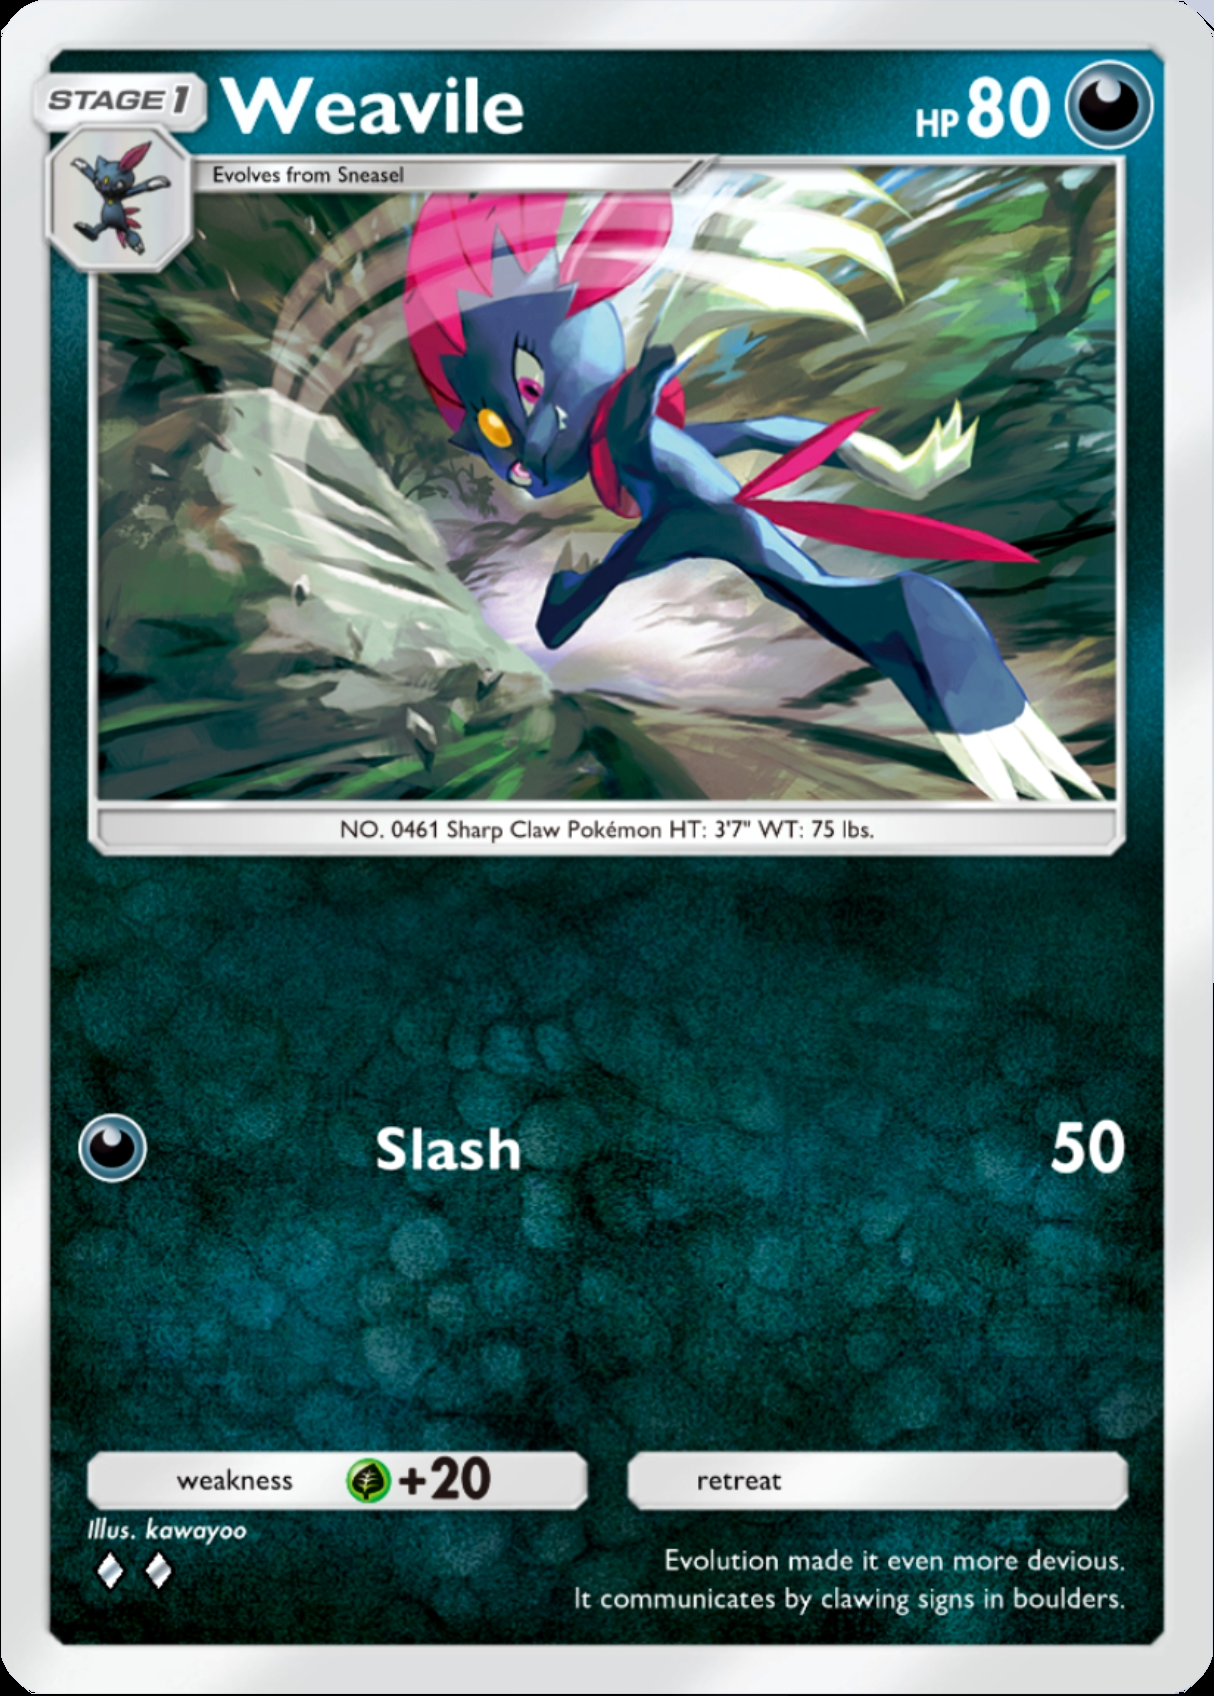 STAGE 1
Weavile
HP 80
Evolves from Sneasel
NO. 0461 Sharp Claw Pokémon HT: 3'7" WT: 75 lbs.
Slash 50
weakness +20
retreat
Illus. kawayoo
Evolution made it even more devious.
It communicates by clawing signs in boulders.